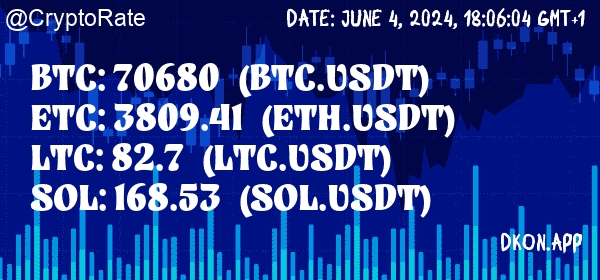 @CryptoRate
DATE: JUNE 4, 2024, 18:06:04 GMT+1
BTC: 70680 (BTC.USDT)
ETC: 3809.41 (ETH.USDT)
LTC: 82.7 (LTC.USDT)
SOL: 168.53 (SOL.USDT)
DKON.APP